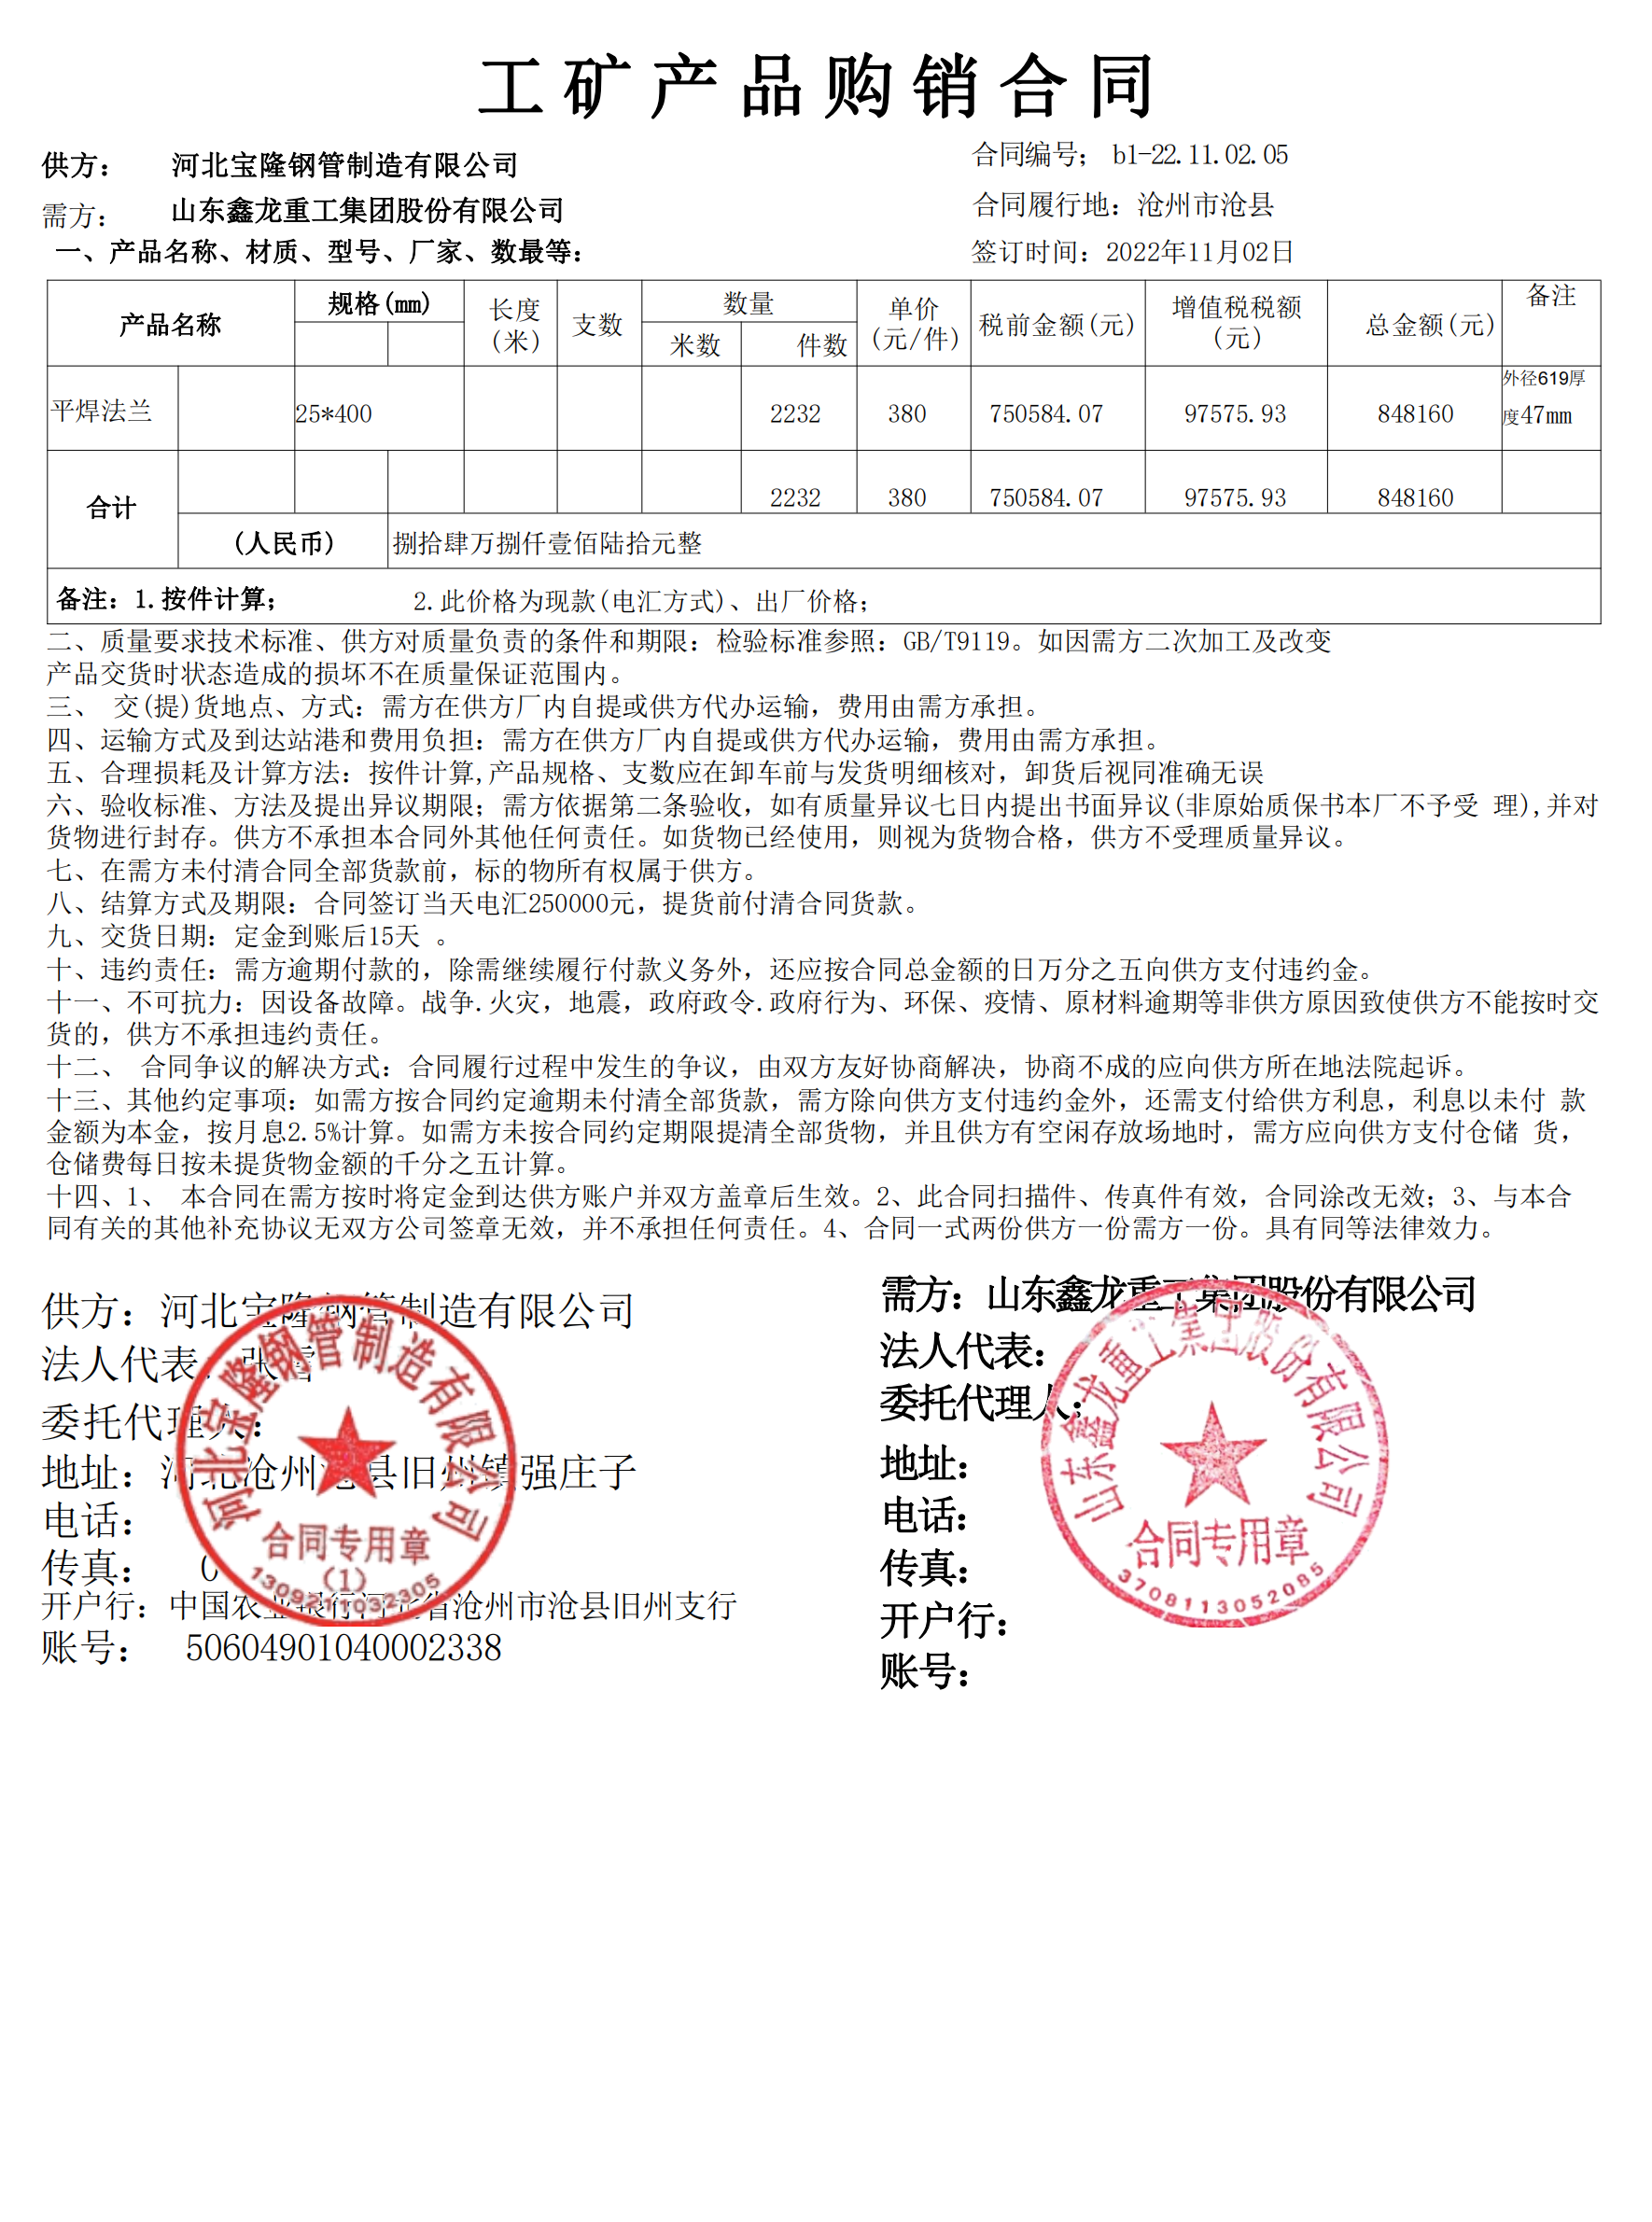 工矿产品购销合同
供方： 河北宝隆钢管制造有限公司
合同编号； b1-22.11.02.05
需方： 山东鑫龙重工集团股份有限公司
合同履行地：沧州市沧县
一、产品名称、材质、型号、厂家、数最等：
签订时间：2022年11月02日
产品名称 规格(mm) 长度(米) 支数 数量 单价(元/件) 税前金额(元) 增值税税额(元) 总金额(元) 备注
米数 件数
平焊法兰 25*400 2232 380 750584.07 97575.93 848160 外径619厚度47mm
合计 2232 380 750584.07 97575.93 848160
(人民币) 捌拾肆万捌仟壹佰陆拾元整
备注：1.按件计算； 2.此价格为现款(电汇方式)、出厂价格；
二、质量要求技术标准、供方对质量负责的条件和期限：检验标准参照：GB/T9119。如因需方二次加工及改变
产品交货时状态造成的损坏不在质量保证范围内。
三、 交(提)货地点、方式：需方在供方厂内自提或供方代办运输，费用由需方承担。
四、运输方式及到达站港和费用负担：需方在供方厂内自提或供方代办运输，费用由需方承担。
五、合理损耗及计算方法：按件计算,产品规格、支数应在卸车前与发货明细核对，卸货后视同准确无误
六、验收标准、方法及提出异议期限；需方依据第二条验收，如有质量异议七日内提出书面异议(非原始质保书本厂不予受 理),并对
货物进行封存。供方不承担本合同外其他任何责任。如货物已经使用，则视为货物合格，供方不受理质量异议。
七、在需方未付清合同全部货款前，标的物所有权属于供方。
八、结算方式及期限：合同签订当天电汇250000元，提货前付清合同货款。
九、交货日期：定金到账后15天 。
十、违约责任：需方逾期付款的，除需继续履行付款义务外，还应按合同总金额的日万分之五向供方支付违约金。
十一、不可抗力：因设备故障。战争.火灾，地震，政府政令.政府行为、环保、疫情、原材料逾期等非供方原因致使供方不能按时交
货的，供方不承担违约责任。
十二、 合同争议的解决方式：合同履行过程中发生的争议，由双方友好协商解决，协商不成的应向供方所在地法院起诉。
十三、其他约定事项：如需方按合同约定逾期未付清全部货款，需方除向供方支付违约金外，还需支付给供方利息，利息以未付 款
金额为本金，按月息2.5%计算。如需方未按合同约定期限提清全部货物，并且供方有空闲存放场地时，需方应向供方支付仓储 货，
仓储费每日按未提货物金额的千分之五计算。
十四、1、 本合同在需方按时将定金到达供方账户并双方盖章后生效。2、此合同扫描件、传真件有效，合同涂改无效；3、与本合
同有关的其他补充协议无双方公司签章无效，并不承担任何责任。4、合同一式两份供方一份需方一份。具有同等法律效力。
供方：河北宝隆钢管制造有限公司
法人代表：张
委托代理人：
地址：河北沧州沧县旧州镇强庄子
电话：
传真： 0
开户行：中国农业银行河北省沧州市沧县旧州支行
账号： 50604901040002338
河北宝隆钢管制造有限公司
合同专用章
(1)
1309211032305
需方：山东鑫龙重工集团股份有限公司
法人代表：
委托代理人：
地址：
电话：
传真：
开户行：
账号：
山东鑫龙重工集团股份有限公司
合同专用章
3708113052085